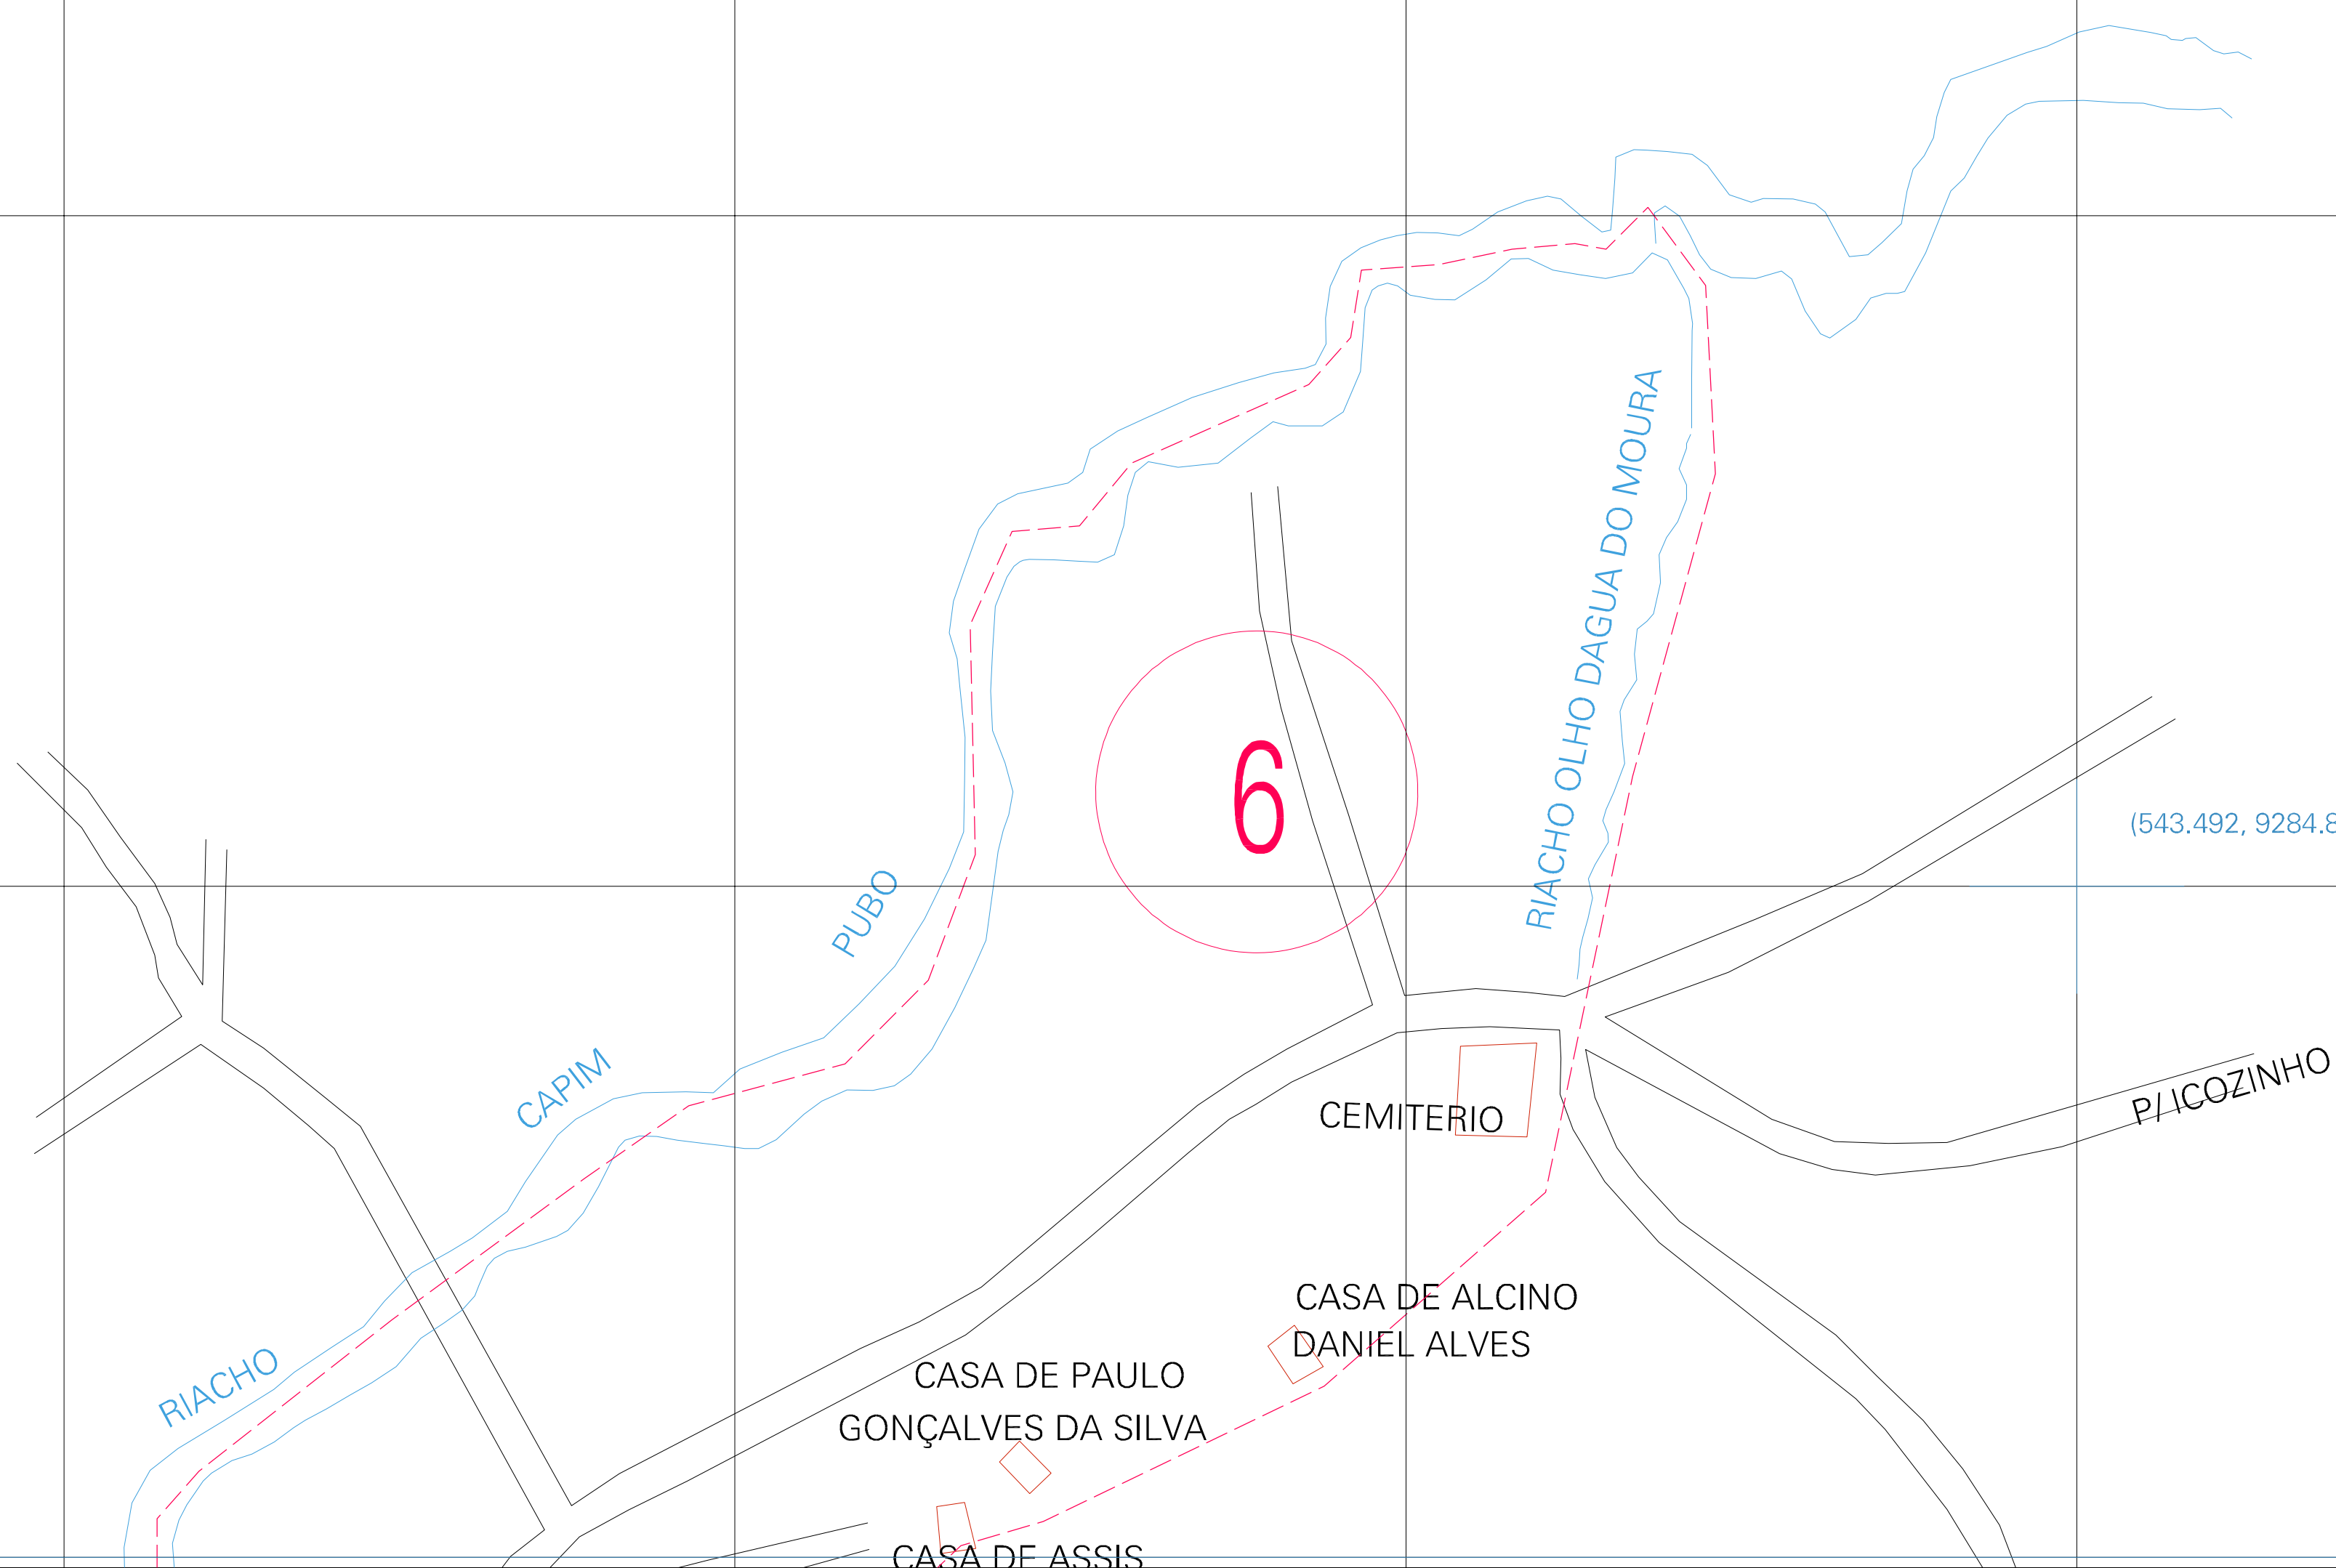 RIACHO OLHO DAGUA DO MOURA
6
(543.492, 9284.8
PUBO
CAPIM
RIACHO
P/ ICOZINHO
CEMITERIO
CASA DE ALCINO
DANIEL ALVES
CASA DE PAULO
GONÇALVES DA SILVA
CASA DE ASSIS